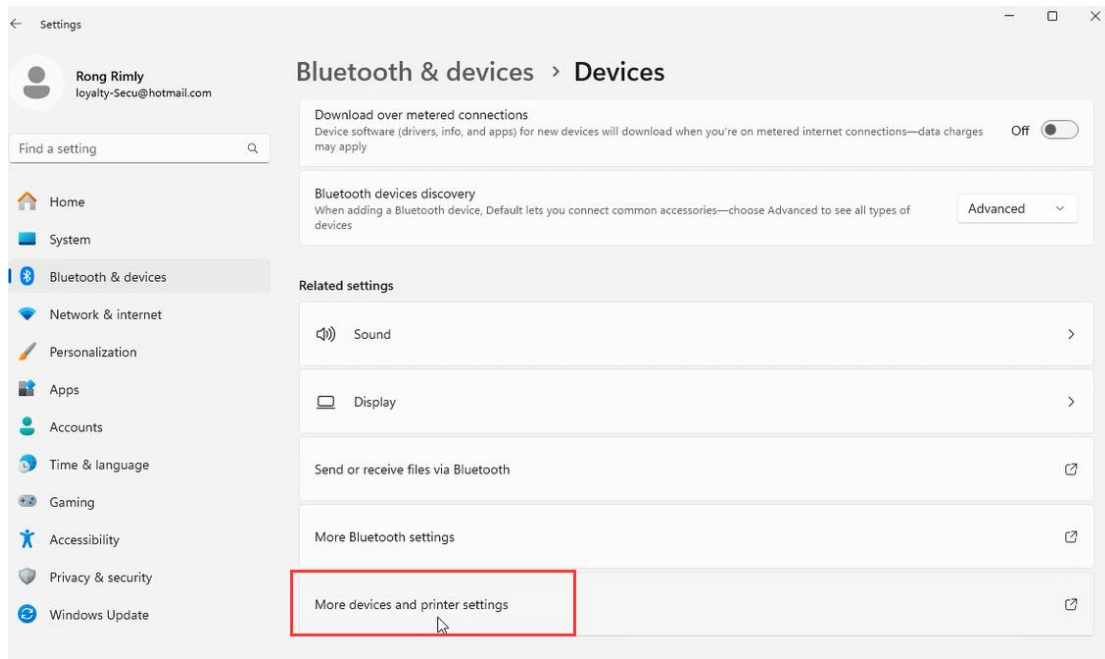 Settings
Rong Rimly
loyalty-Secu@hotmail.com
Find a setting
Home
System
Bluetooth & devices
Network & internet
Personalization
Apps
Accounts
Time & language
Gaming
Accessibility
Privacy & security
Windows Update
Bluetooth & devices > Devices
Download over metered connections
Device software (drivers, info, and apps) for new devices will download when you're on metered internet connections—data charges
may apply
Off
Bluetooth devices discovery
When adding a Bluetooth device, Default lets you connect common accessories—choose Advanced to see all types of
devices
Advanced
Related settings
Sound
Display
Send or receive files via Bluetooth
More Bluetooth settings
More devices and printer settings